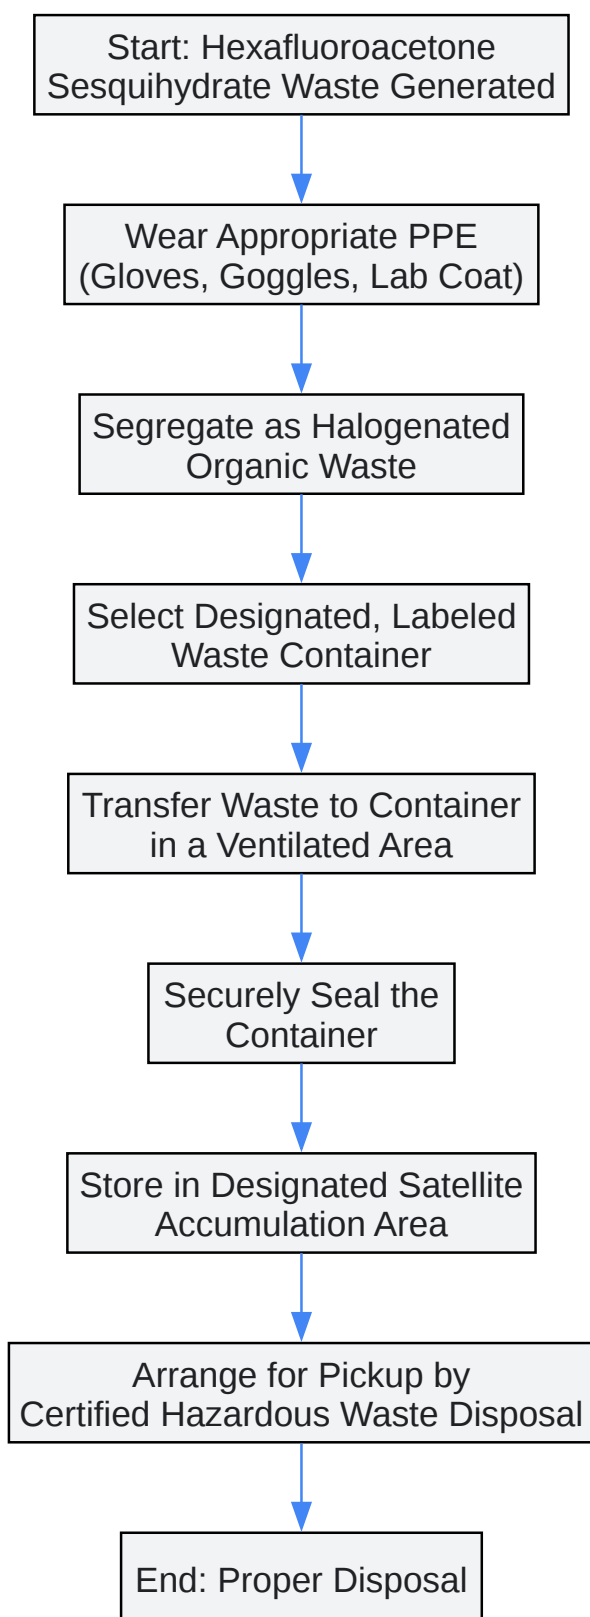 Start: Hexafluoroacetone
Sesquihydrate Waste Generated
Wear Appropriate PPE
(Gloves, Goggles, Lab Coat)
Segregate as Halogenated
Organic Waste
Select Designated, Labeled
Waste Container
Transfer Waste to Container
in a Ventilated Area
Securely Seal the
Container
Store in Designated Satellite
Accumulation Area
Arrange for Pickup by
Certified Hazardous Waste Disposal
End: Proper Disposal